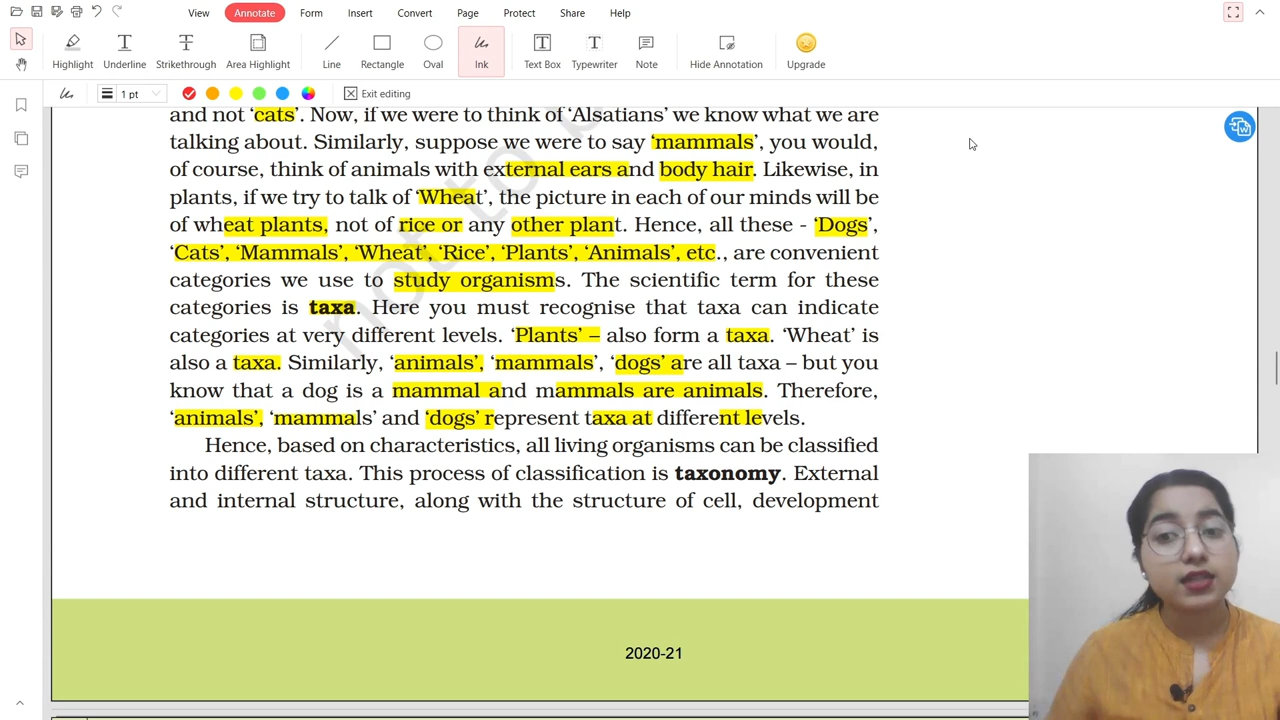 View Annotate Form Insert Convert Page Protect Share Help
Highlight Underline Strikethrough Area Highlight Line Rectangle Oval Ink Text Box Typewriter Note Hide Annotation Upgrade
1 pt Exit editing
and not ‘cats’. Now, if we were to think of ‘Alsatians’ we know what we are
talking about. Similarly, suppose we were to say ‘mammals’, you would,
of course, think of animals with external ears and body hair. Likewise, in
plants, if we try to talk of ‘Wheat’, the picture in each of our minds will be
of wheat plants, not of rice or any other plant. Hence, all these - ‘Dogs’,
‘Cats’, ‘Mammals’, ‘Wheat’, ‘Rice’, ‘Plants’, ‘Animals’, etc., are convenient
categories we use to study organisms. The scientific term for these
categories is taxa. Here you must recognise that taxa can indicate
categories at very different levels. ‘Plants’ – also form a taxa. ‘Wheat’ is
also a taxa. Similarly, ‘animals’, ‘mammals’, ‘dogs’ are all taxa – but you
know that a dog is a mammal and mammals are animals. Therefore,
‘animals’, ‘mammals’ and ‘dogs’ represent taxa at different levels.
Hence, based on characteristics, all living organisms can be classified
into different taxa. This process of classification is taxonomy. External
and internal structure, along with the structure of cell, development
2020-21
not to